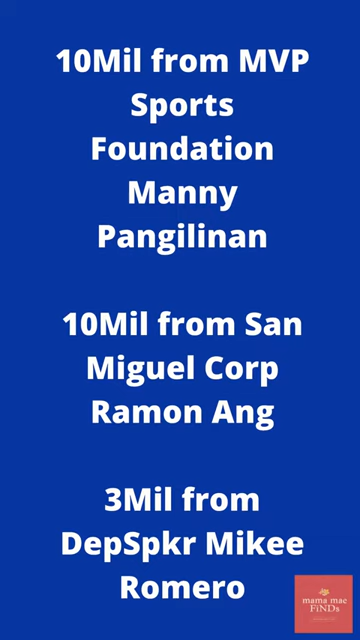 10Mil from MVP
Sports
Foundation
Manny
Pangilinan
10Mil from San
Miguel Corp
Ramon Ang
3Mil from
DepSpkr Mikee
Romero
mama mae
FiNDs